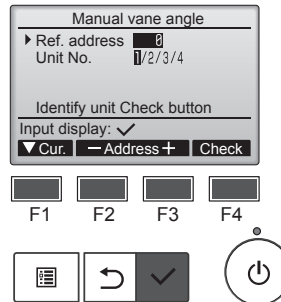 Manual vane angle
Ref. address 0
Unit No. 1/2/3/4
Identify unit Check button
Input display: ✓
▼Cur. −Address+ Check
F1 F2 F3 F4